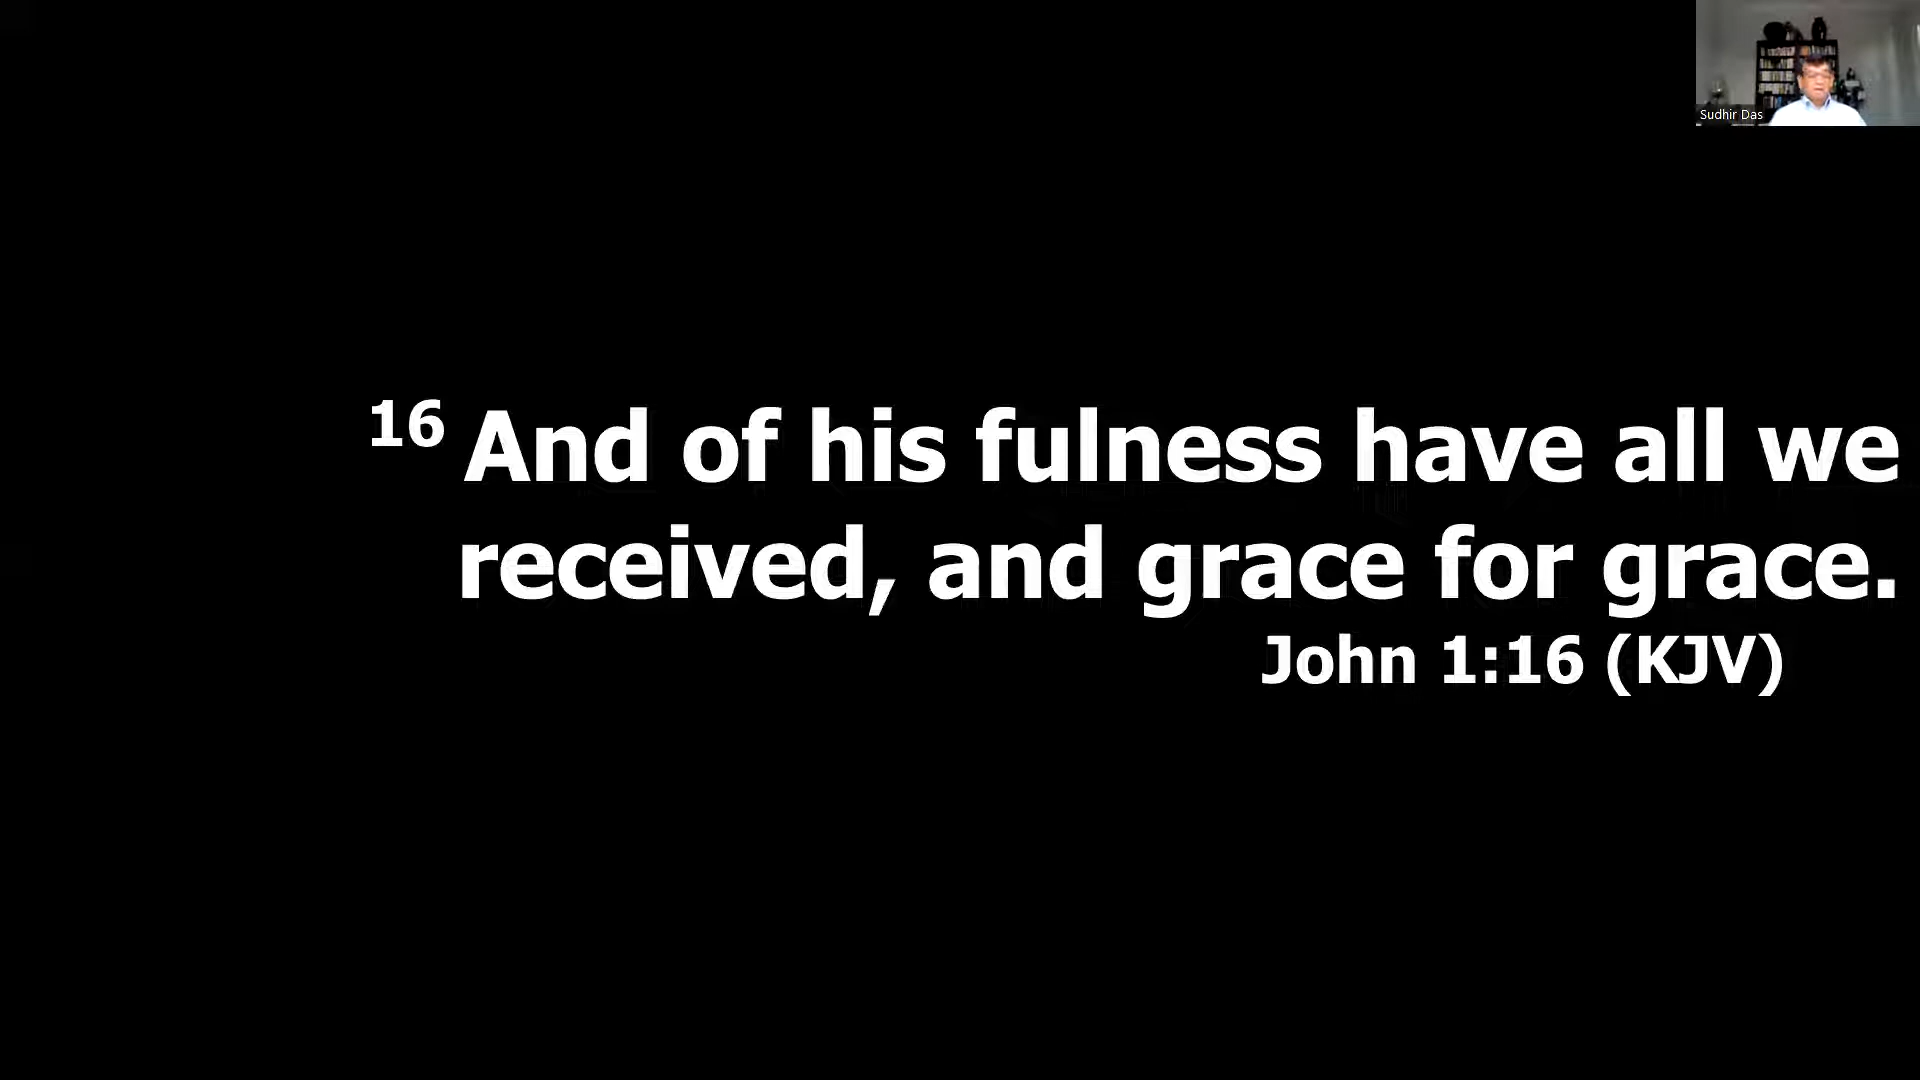 Sudhir Das
16 And of his fulness have all we
received, and grace for grace.
John 1:16 (KJV)